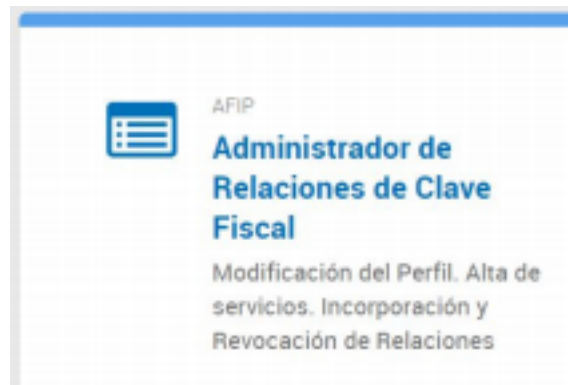 AFIP
Administrador de
Relaciones de Clave
Fiscal
Modificación del Perfil. Alta de
servicios. Incorporación y
Revocación de Relaciones